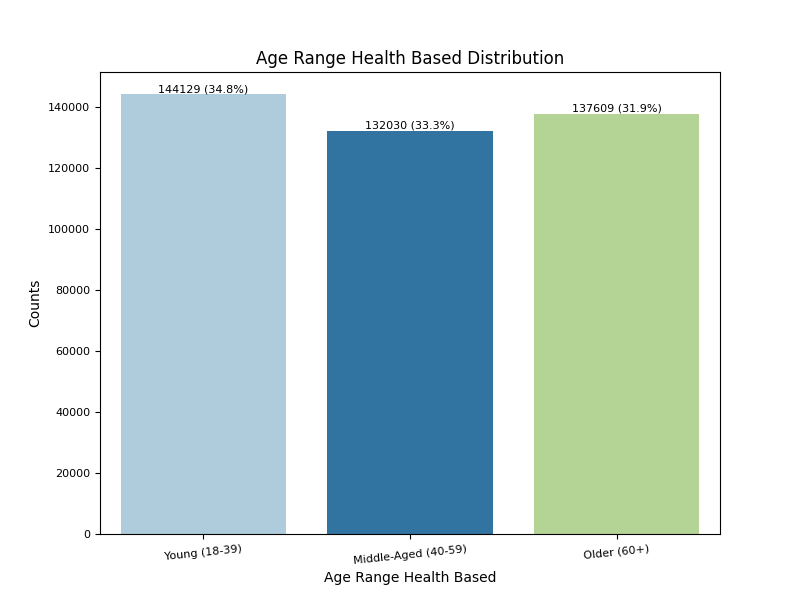 Age Range Health Based Distribution
144129 (34.8%)
132030 (33.3%)
137609 (31.9%)
140000
120000
100000
80000
60000
40000
20000
0
Counts
Young (18-39)
Middle-Aged (40-59)
Older (60+)
Age Range Health Based